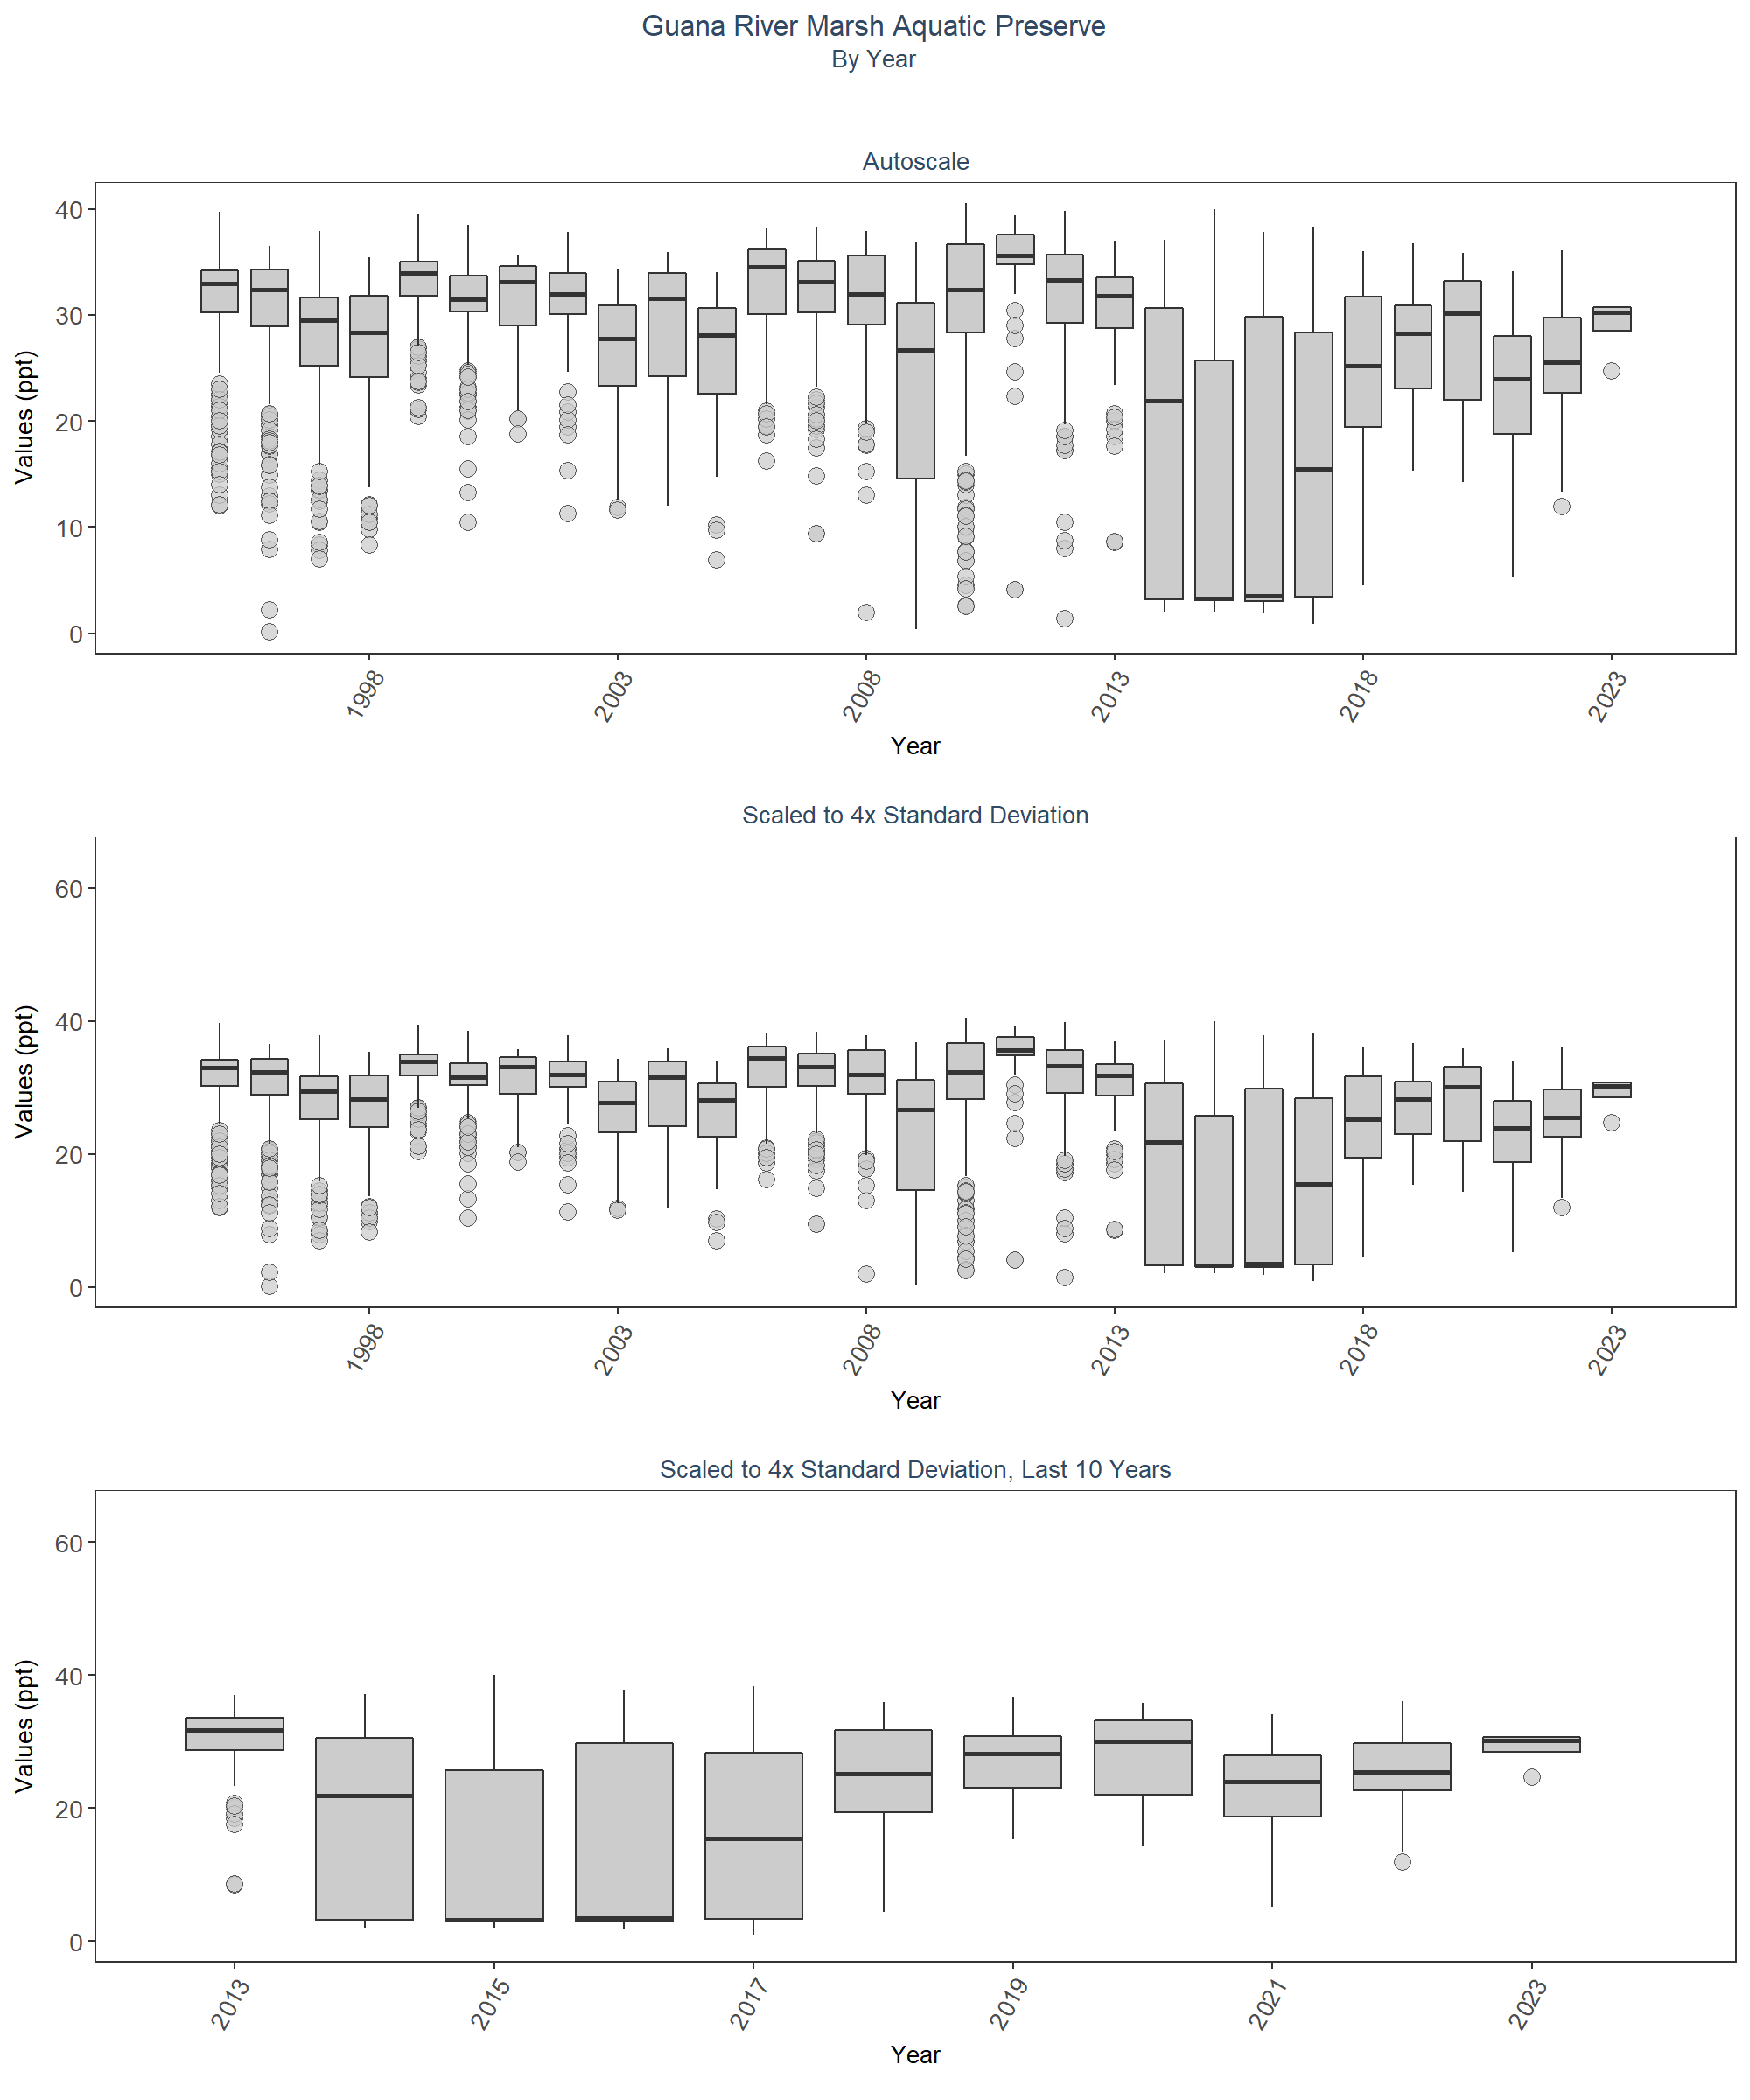 Guana River Marsh Aquatic Preserve
By Year
Autoscale
Values (ppt)
40
30
20
10
0
1998 2003 2008 2013 2018 2023
Year
Scaled to 4x Standard Deviation
Values (ppt)
60
40
20
0
1998 2003 2008 2013 2018 2023
Year
Scaled to 4x Standard Deviation, Last 10 Years
Values (ppt)
60
40
20
0
2013 2015 2017 2019 2021 2023
Year